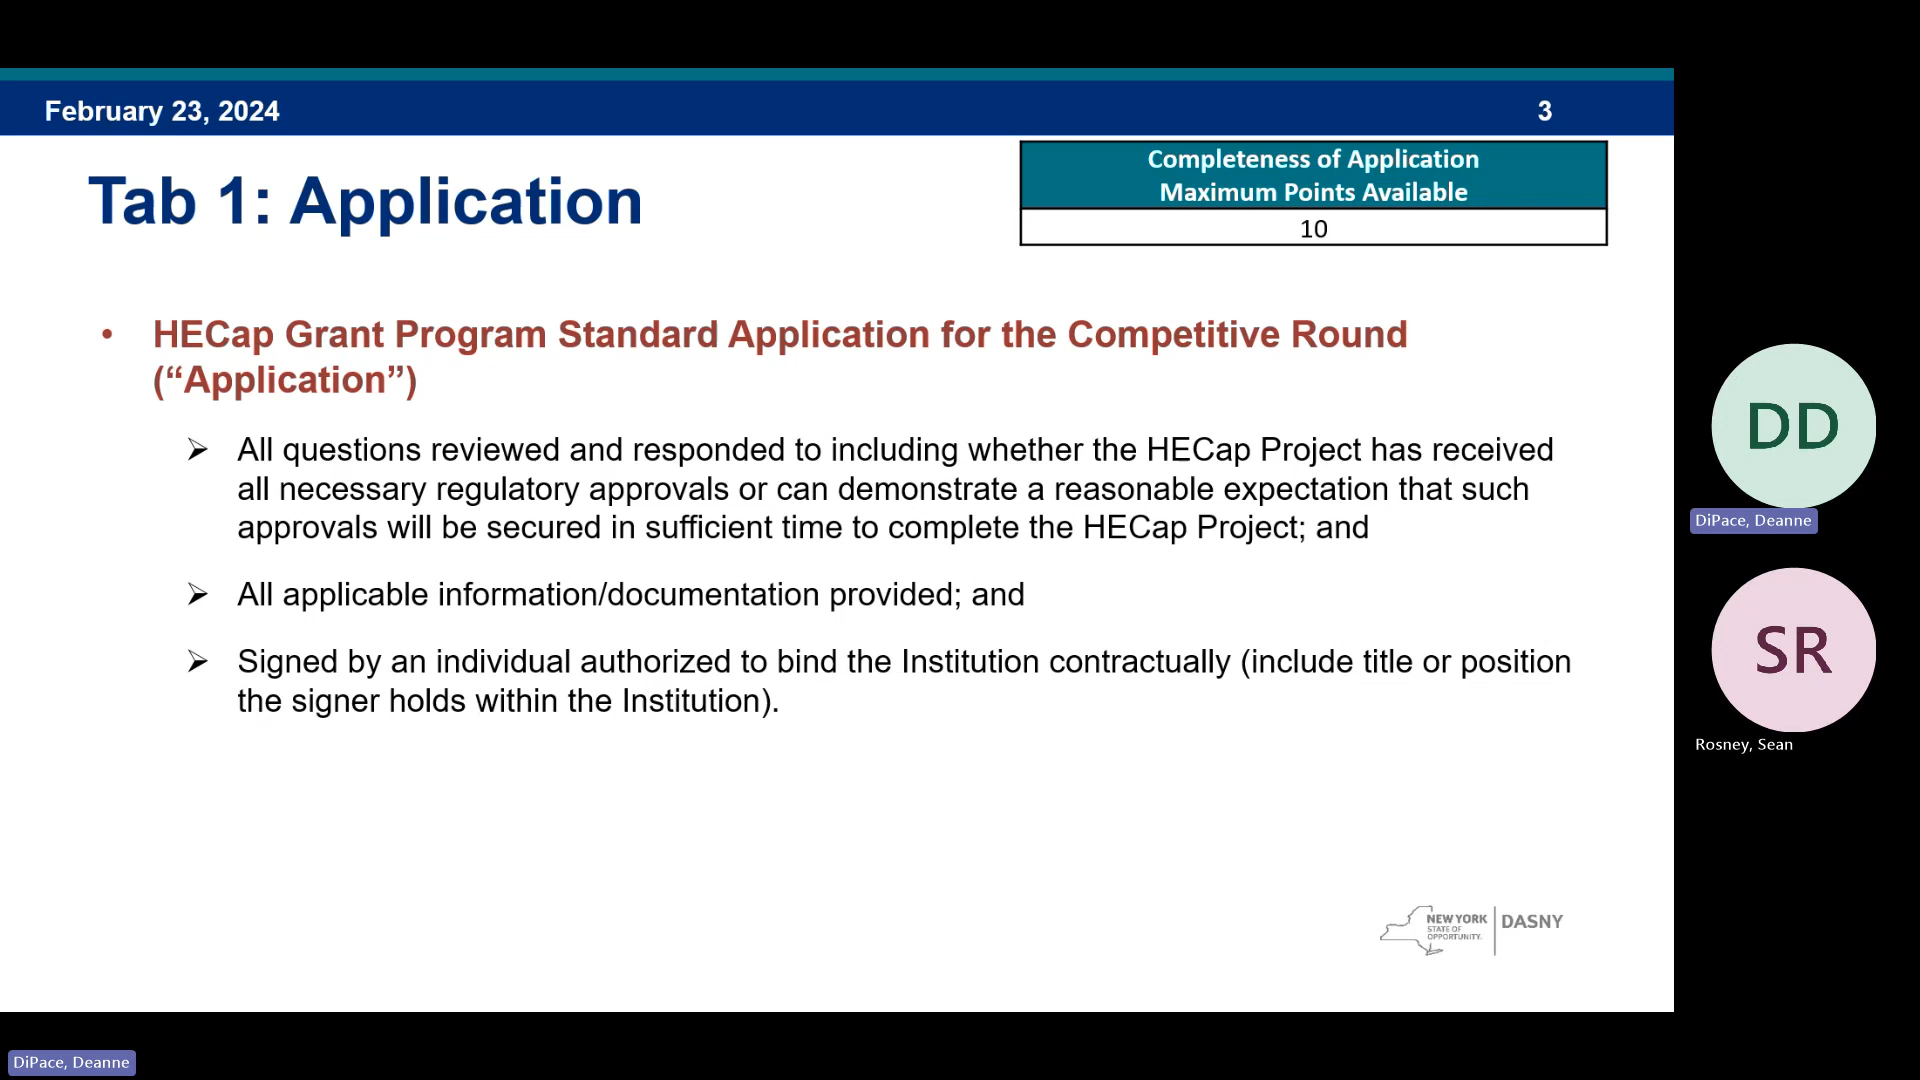 February 23, 2024
3
Completeness of Application
Maximum Points Available
10
Tab 1: Application
• HECap Grant Program Standard Application for the Competitive Round
(“Application”)
➢ All questions reviewed and responded to including whether the HECap Project has received
all necessary regulatory approvals or can demonstrate a reasonable expectation that such
approvals will be secured in sufficient time to complete the HECap Project; and
➢ All applicable information/documentation provided; and
➢ Signed by an individual authorized to bind the Institution contractually (include title or position
the signer holds within the Institution).
NEW YORK
STATE OF
OPPORTUNITY.
DASNY
DD
DiPace, Deanne
SR
Rosney, Sean
DiPace, Deanne